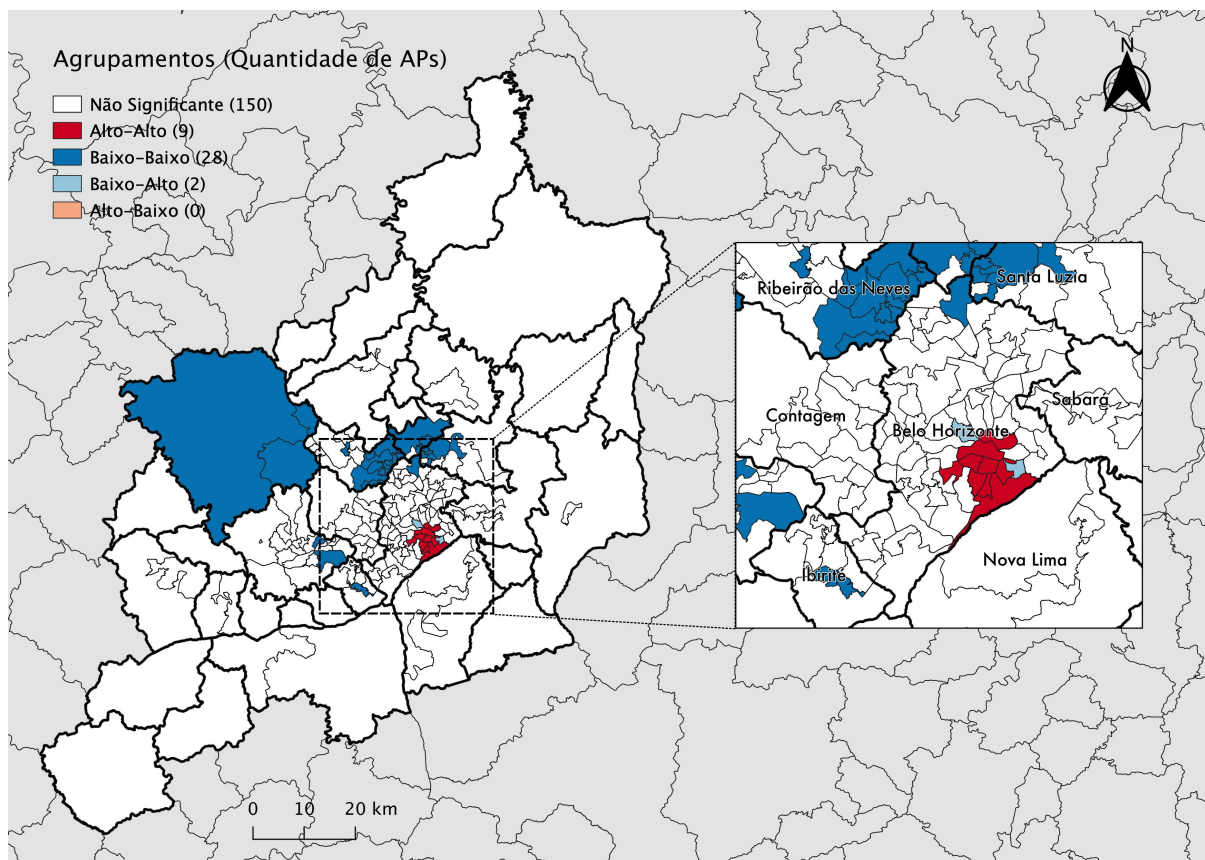 Agrupamentos (Quantidade de APs)
Não Significante (150)
Alto-Alto (9)
Baixo-Baixo (28)
Baixo-Alto (2)
Alto-Baixo (0)
N
Ribeirão das Neves
Santa Luzia
Sabará
Contagem
Belo Horizonte
Nova Lima
Ibirité
0 10 20 km